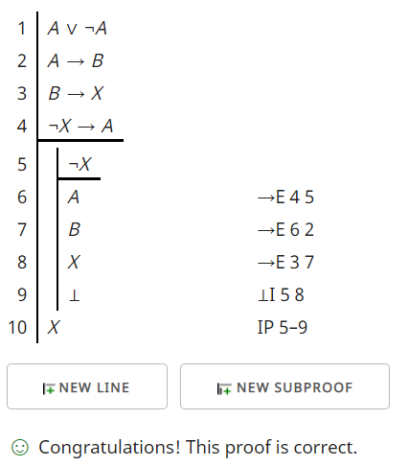 1 A ∨ ¬A
2 A → B
3 B → X
4 ¬X → A
5 ¬X
6 A →E 4 5
7 B →E 6 2
8 X →E 3 7
9 ⊥ ⊥I 5 8
10 X IP 5–9
NEW LINE NEW SUBPROOF
Congratulations! This proof is correct.